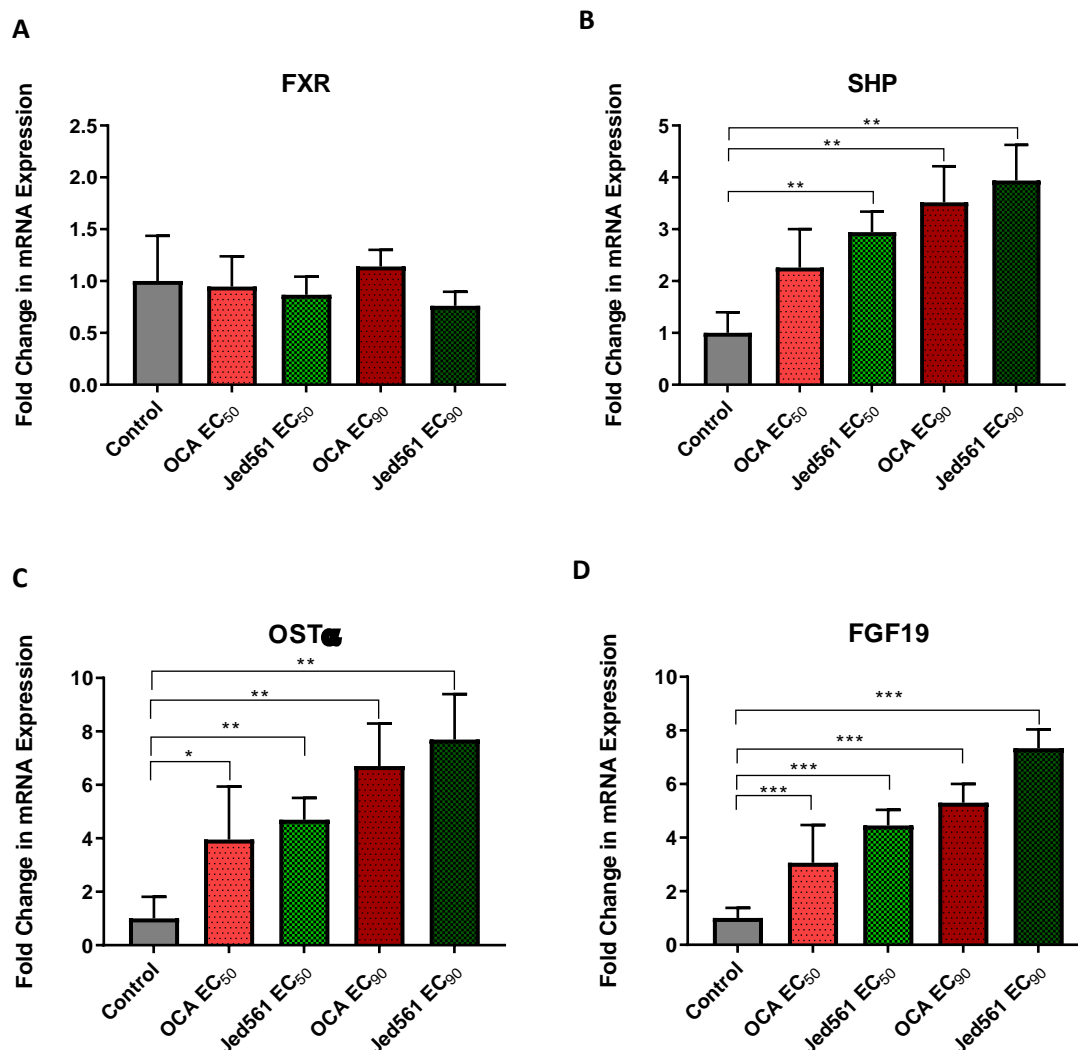 A
FXR
Fold Change in mRNA Expression
2.5
2.0
1.5
1.0
0.5
0.0
Control
OCA EC₅₀
Jed561 EC₅₀
OCA EC₉₀
Jed561 EC₉₀
B
SHP
Fold Change in mRNA Expression
5
4
3
2
1
0
**
**
**
Control
OCA EC₅₀
Jed561 EC₅₀
OCA EC₉₀
Jed561 EC₉₀
C
OSTα
Fold Change in mRNA Expression
10
8
6
4
2
0
**
**
**
*
Control
OCA EC₅₀
Jed561 EC₅₀
OCA EC₉₀
Jed561 EC₉₀
D
FGF19
Fold Change in mRNA Expression
10
8
6
4
2
0
***
***
***
***
Control
OCA EC₅₀
Jed561 EC₅₀
OCA EC₉₀
Jed561 EC₉₀